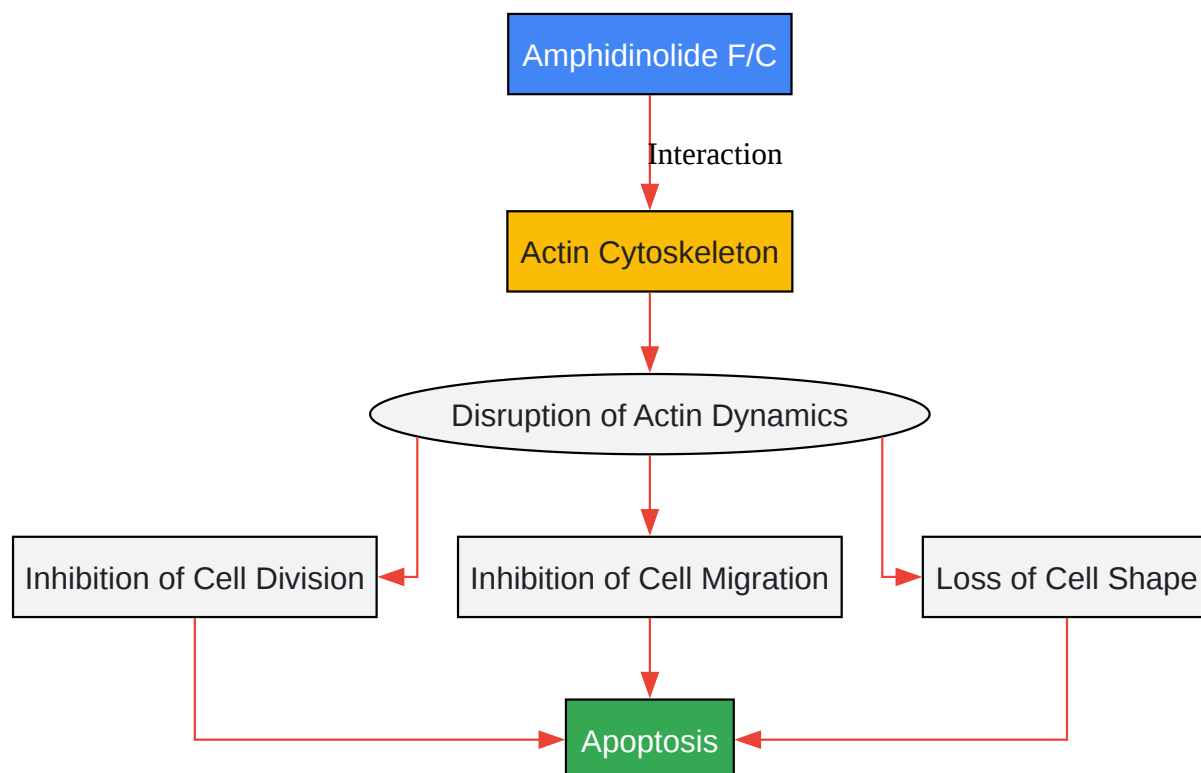 Amphidinolide F/C
Interaction
Actin Cytoskeleton
Disruption of Actin Dynamics
Inhibition of Cell Division
Inhibition of Cell Migration
Loss of Cell Shape
Apoptosis